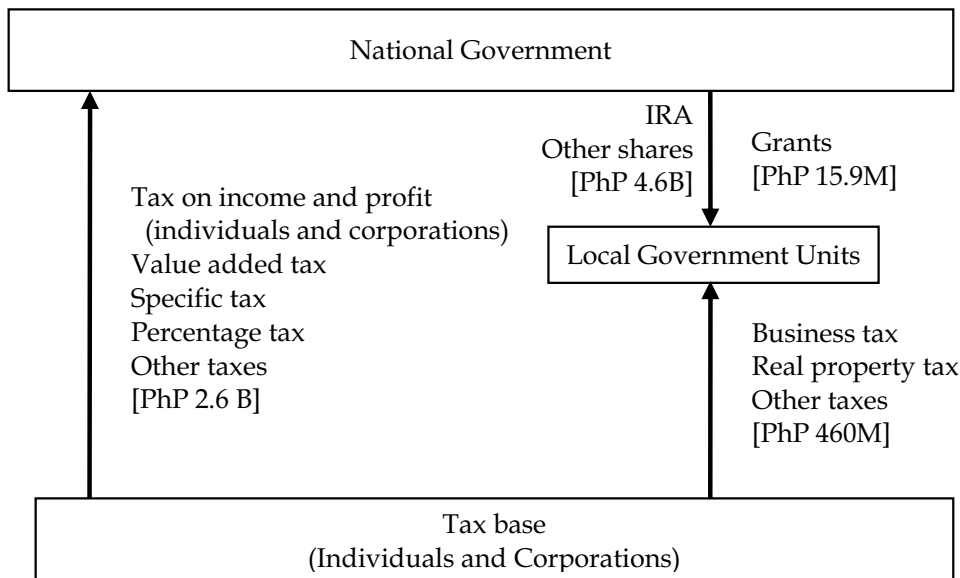 National Government
IRA
Other shares
[PhP 4.6B]
Grants
[PhP 15.9M]
Tax on income and profit
(individuals and corporations)
Value added tax
Specific tax
Percentage tax
Other taxes
[PhP 2.6 B]
Local Government Units
Business tax
Real property tax
Other taxes
[PhP 460M]
Tax base
(Individuals and Corporations)